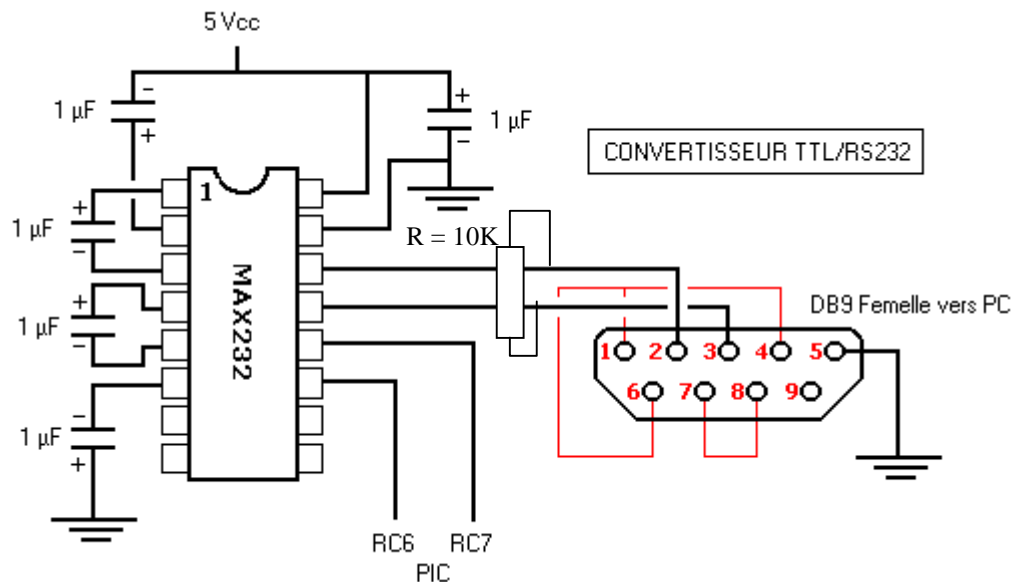 5 Vcc
1 µF
-
+
+
-
1 µF
CONVERTISSEUR TTL/RS232
1
+
-
1 µF
R = 10K
MAX232
+
-
1 µF
DB9 Femelle vers PC
1 2 3 4 5
6 7 8 9
-
+
1 µF
RC6 RC7
PIC